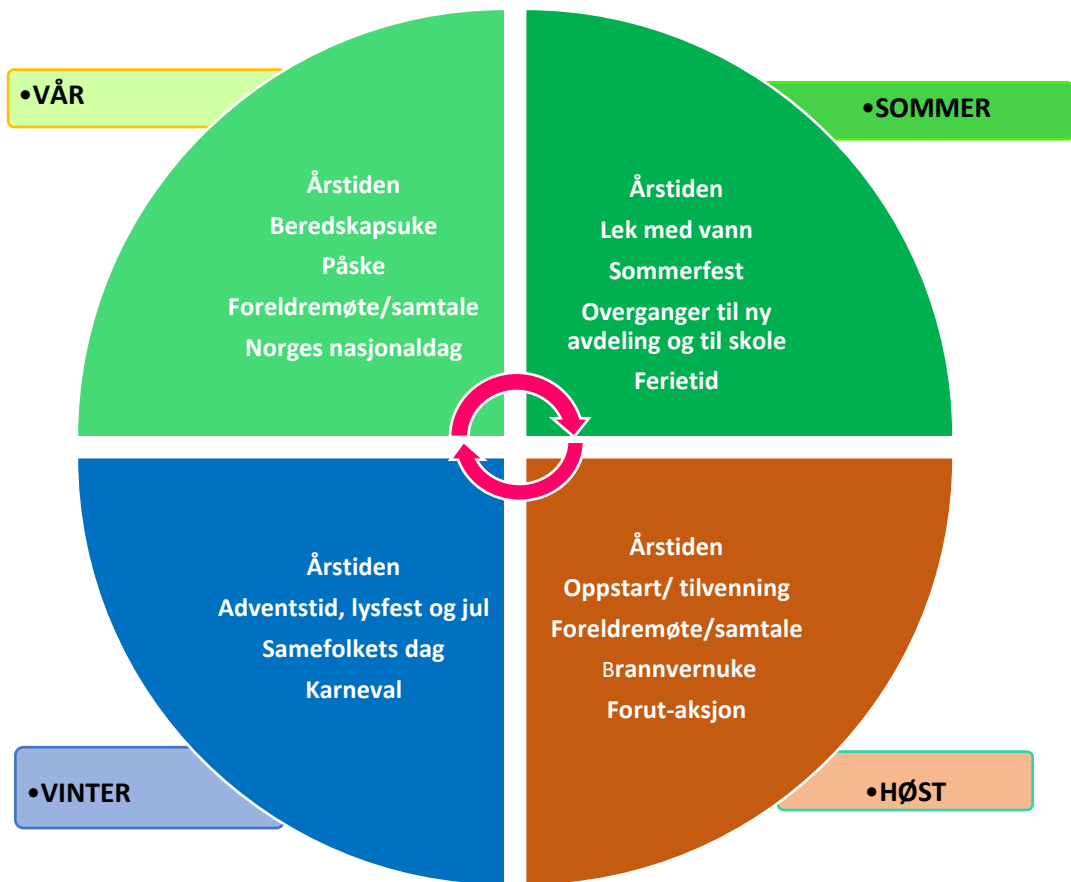 •VÅR
Årstiden
Beredskapsuke
Påske
Foreldremøte/samtale
Norges nasjonaldag
•SOMMER
Årstiden
Lek med vann
Sommerfest
Overganger til ny
avdeling og til skole
Ferietid
•VINTER
Årstiden
Adventstid, lysfest og jul
Samefolkets dag
Karneval
•HØST
Årstiden
Oppstart/ tilvenning
Foreldremøte/samtale
Brannvernuke
Forut-aksjon